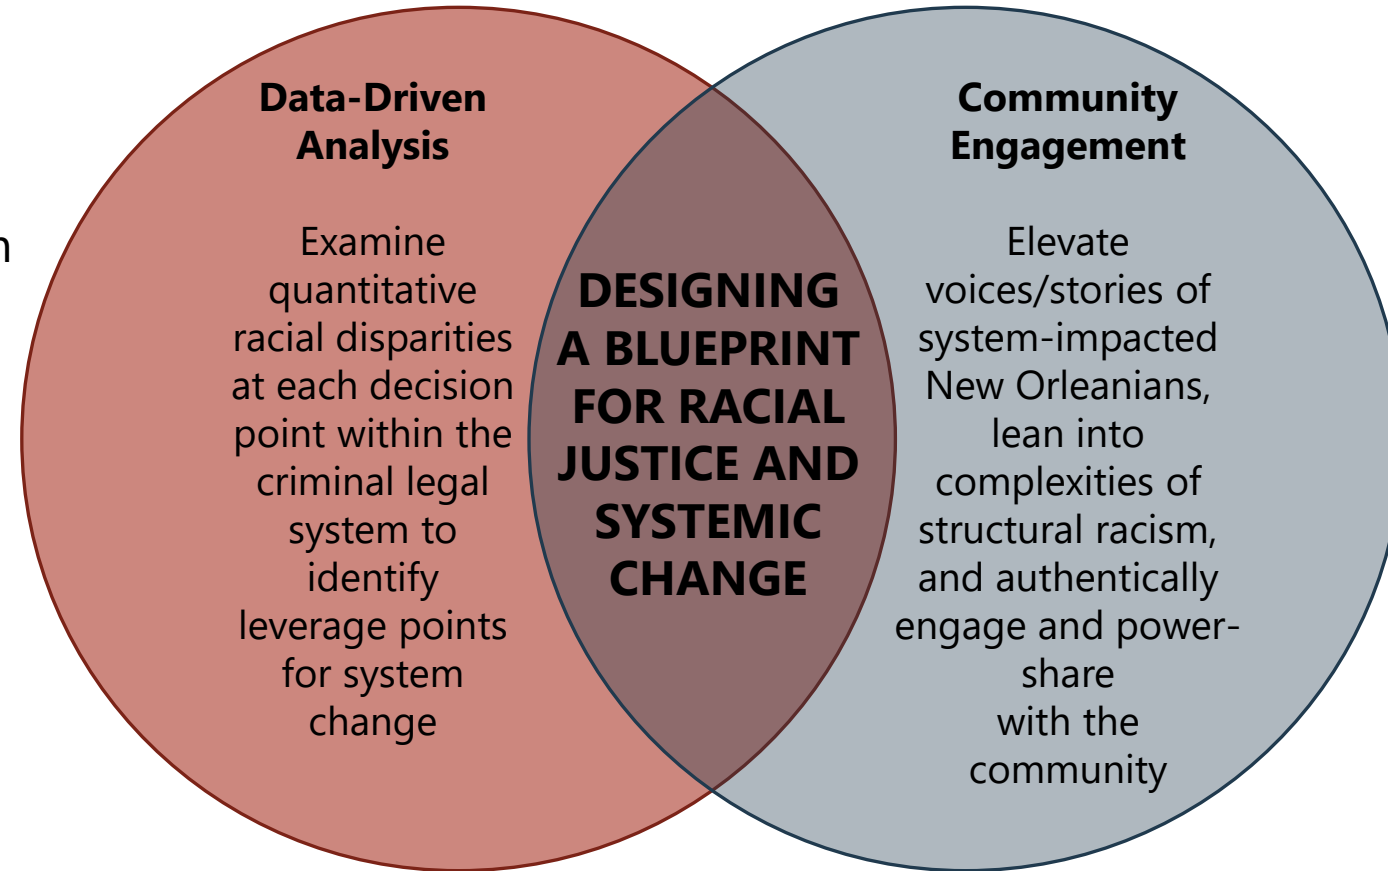 Data-Driven
Analysis
Examine
quantitative
racial disparities
at each decision
point within the
criminal legal
system to
identify
leverage points
for system
change
DESIGNING
A BLUEPRINT
FOR RACIAL
JUSTICE AND
SYSTEMIC
CHANGE
Community
Engagement
Elevate
voices/stories of
system-impacted
New Orleanians,
lean into
complexities of
structural racism,
and authentically
engage and power-
share
with the
community